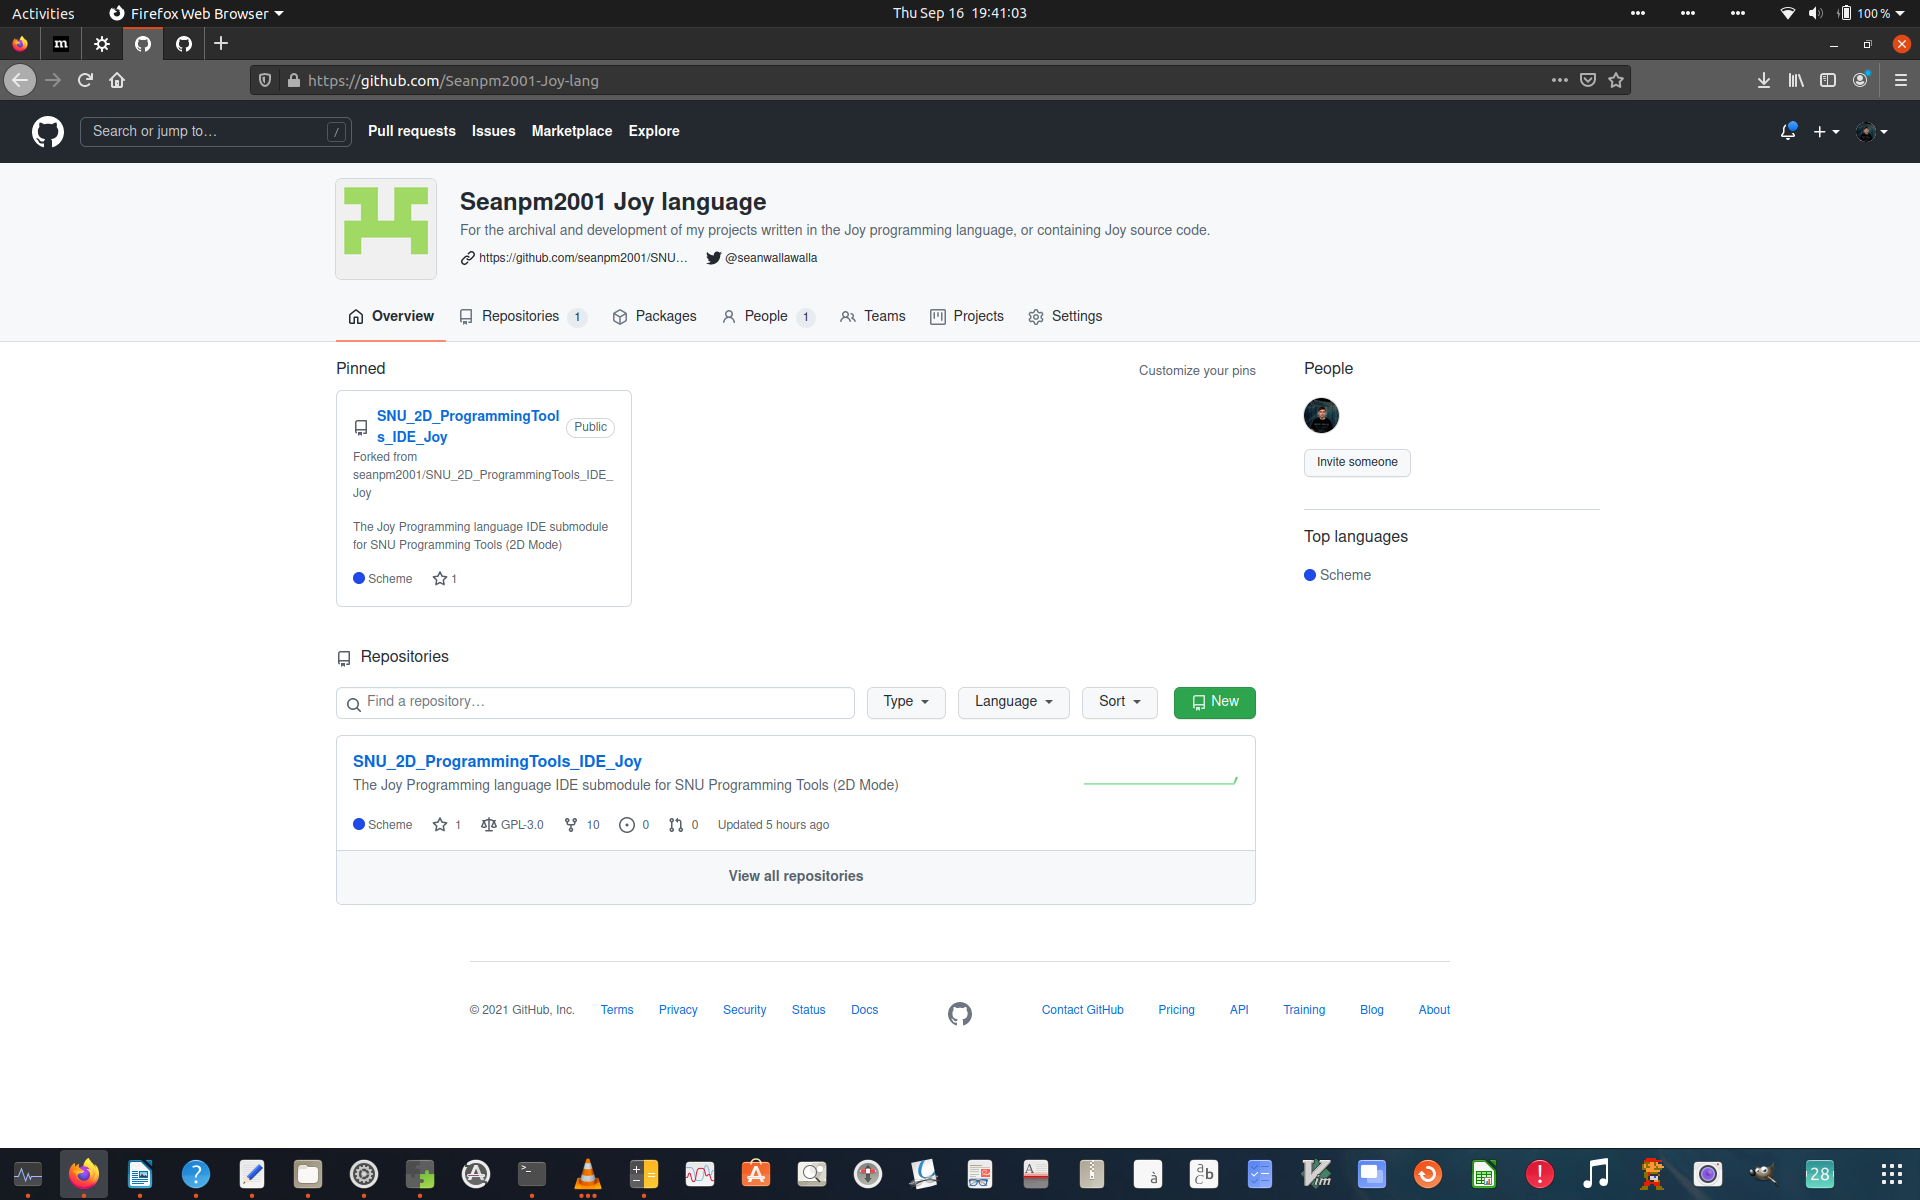 Activities
Firefox Web Browser
Thu Sep 16 19:41:03
100 %
m
https://github.com/Seanpm2001-Joy-lang
Search or jump to…
/
Pull requests
Issues
Marketplace
Explore
Seanpm2001 Joy language
For the archival and development of my projects written in the Joy programming language, or containing Joy source code.
https://github.com/seanpm2001/SNU…
@seanwallawalla
Overview
Repositories 1
Packages
People 1
Teams
Projects
Settings
Pinned
Customize your pins
SNU_2D_ProgrammingTool
s_IDE_Joy
Public
Forked from
seanpm2001/SNU_2D_ProgrammingTools_IDE_
Joy
The Joy Programming language IDE submodule
for SNU Programming Tools (2D Mode)
Scheme
1
People
Invite someone
Top languages
Scheme
Repositories
Find a repository…
Type
Language
Sort
New
SNU_2D_ProgrammingTools_IDE_Joy
The Joy Programming language IDE submodule for SNU Programming Tools (2D Mode)
Scheme
1
GPL-3.0
10
0
0
Updated 5 hours ago
View all repositories
© 2021 GitHub, Inc.
Terms
Privacy
Security
Status
Docs
Contact GitHub
Pricing
API
Training
Blog
About
?
>_
A
à
a b c
Vim
!
28